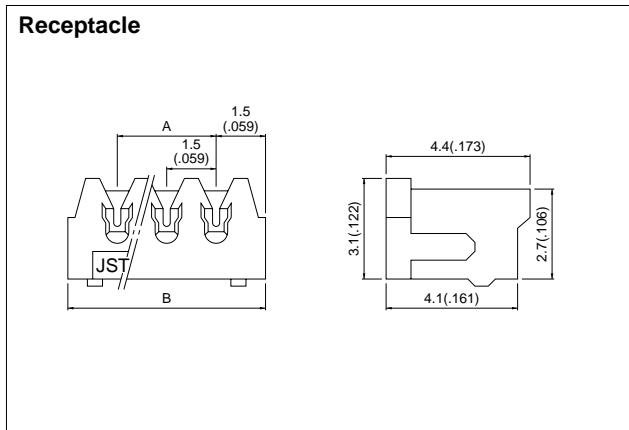 Receptacle
A
1.5
(.059)
1.5
(.059)
JST
B
4.4(.173)
3.1(.122)
2.7(.106)
4.1(.161)